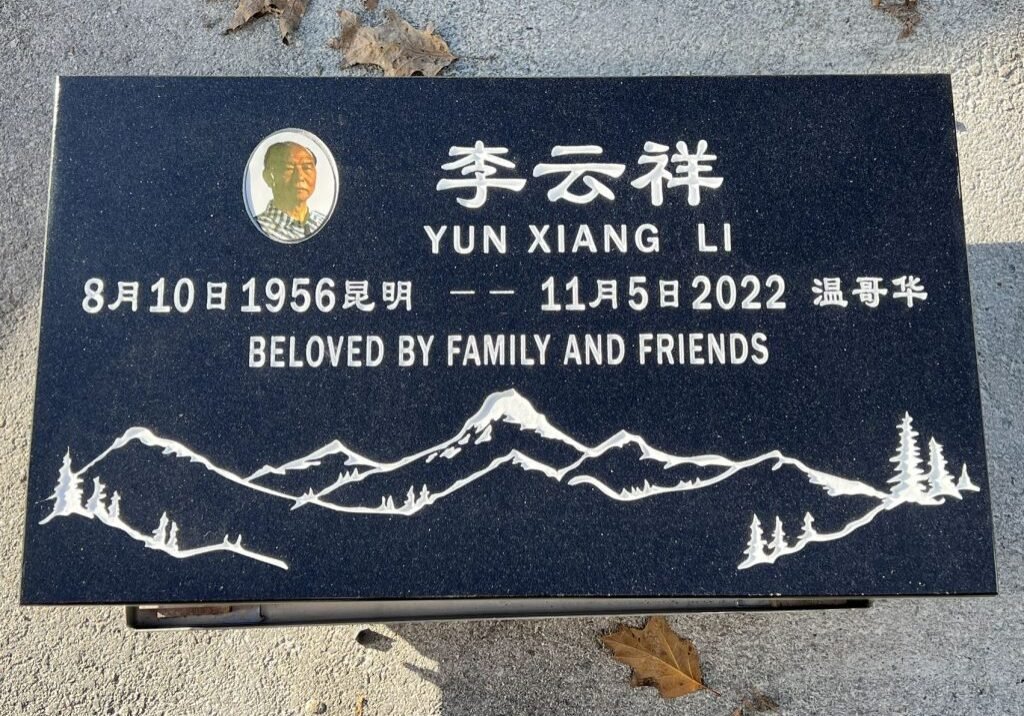 李云祥
YUN XIANG LI
8月10日1956昆明 —— 11月5日2022 温哥华
BELOVED BY FAMILY AND FRIENDS